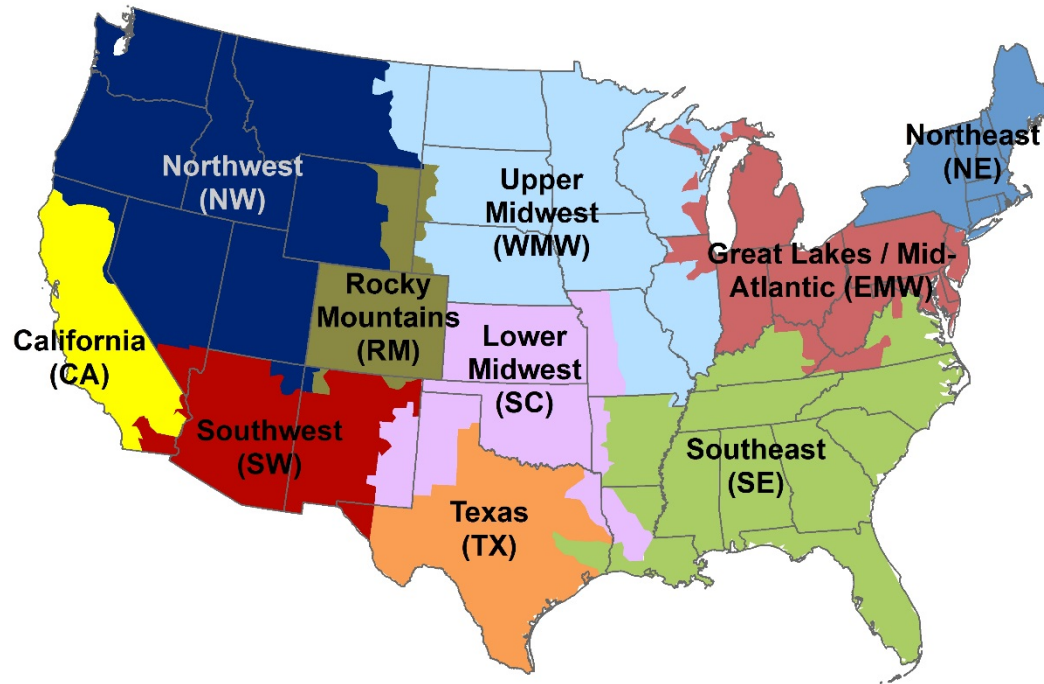 Northwest
(NW)
Upper
Midwest
(WMW)
Northeast
(NE)
Great Lakes / Mid-
Atlantic (EMW)
Rocky
Mountains
(RM)
California
(CA)
Lower
Midwest
(SC)
Southwest
(SW)
Southeast
(SE)
Texas
(TX)